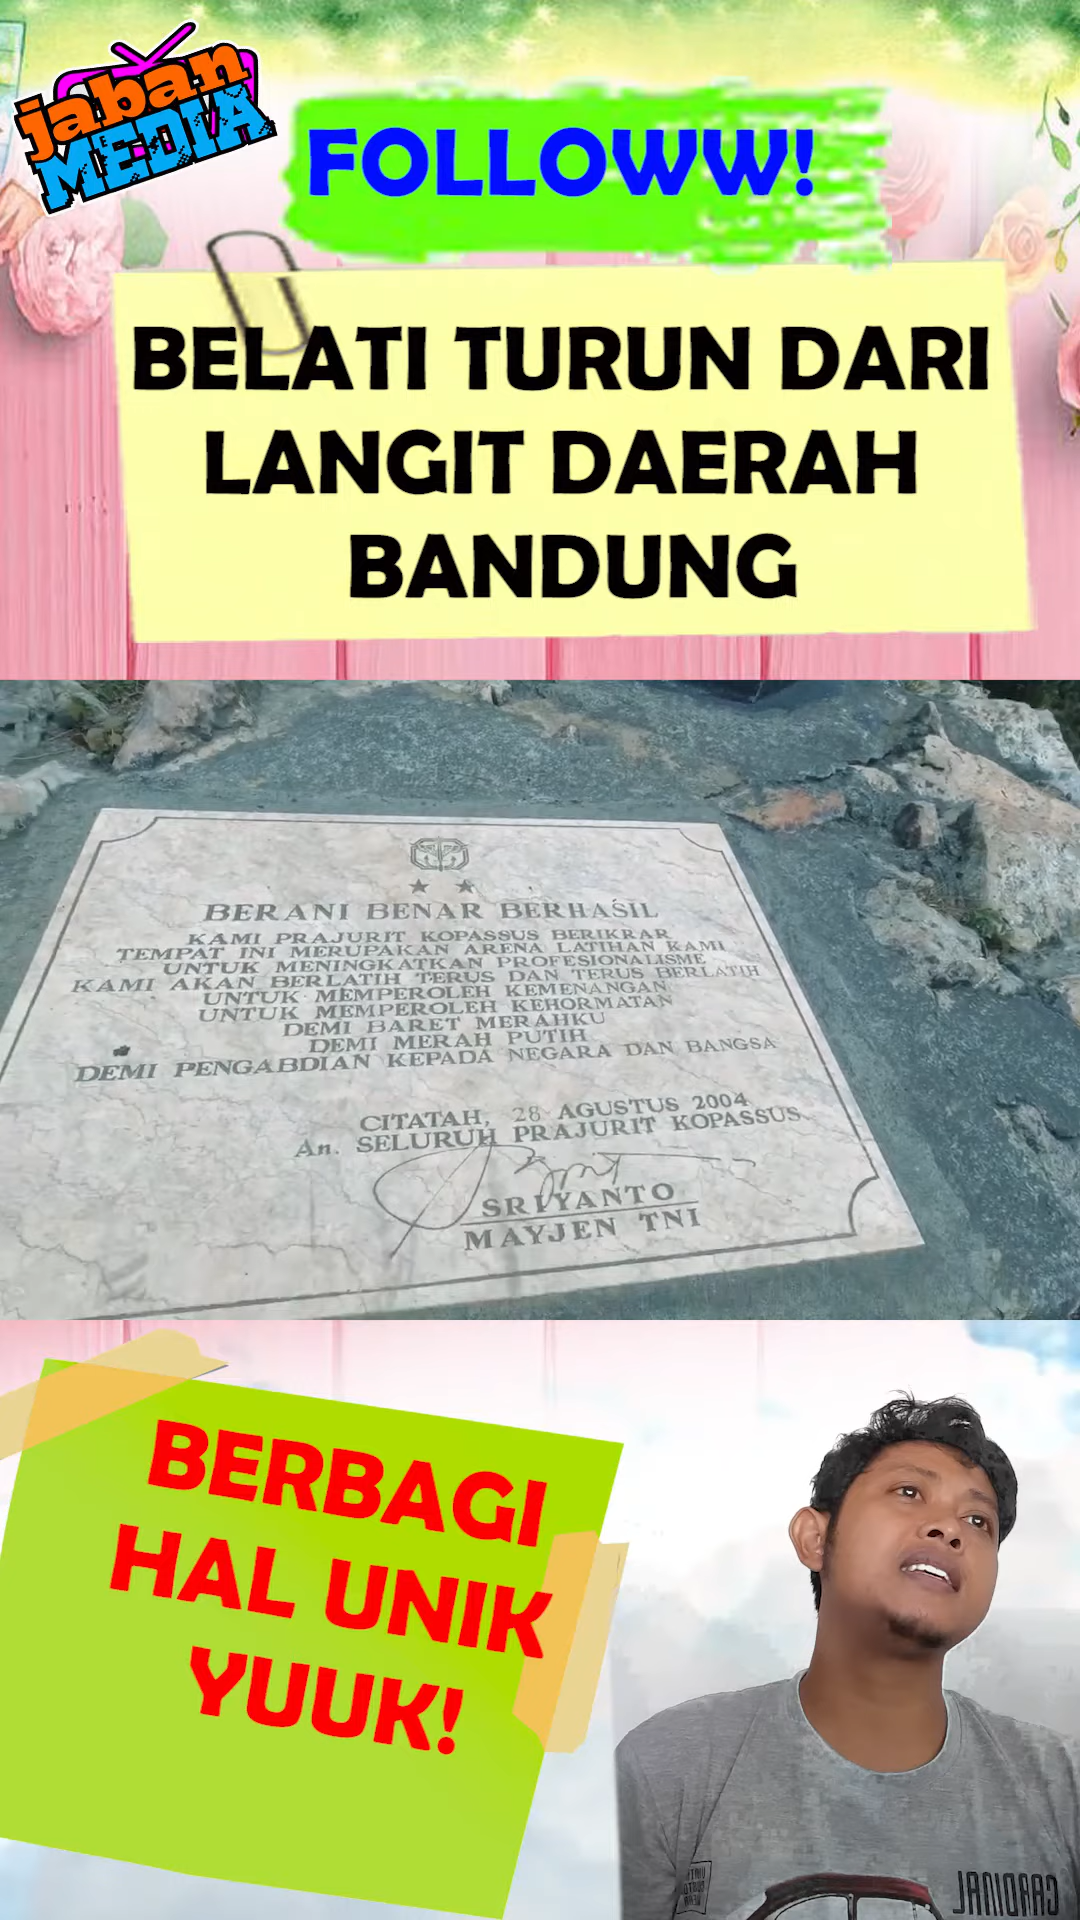 jaban
MEDIA
FOLLOWW!
BELATI TURUN DARI
LANGIT DAERAH
BANDUNG
BERANI BENAR BERHASIL
KAMI PRAJURIT KOPASSUS BERIKRAR
TEMPAT INI MERUPAKAN ARENA LATIHAN KAMI
UNTUK MENINGKATKAN PROFESIONALISME
KAMI AKAN BERLATIH TERUS DAN TERUS BERLATIH
UNTUK MEMPEROLEH KEMENANGAN
UNTUK MEMPEROLEH KEHORMATAN
DEMI BARET MERAHKU
DEMI MERAH PUTIH
DEMI PENGABDIAN KEPADA NEGARA DAN BANGSA
CITATAH, 28 AGUSTUS 2004
An. SELURUH PRAJURIT KOPASSUS
SRIYANTO
MAYJEN TNI
BERBAGI
HAL UNIK
YUUK!
CARDINAL